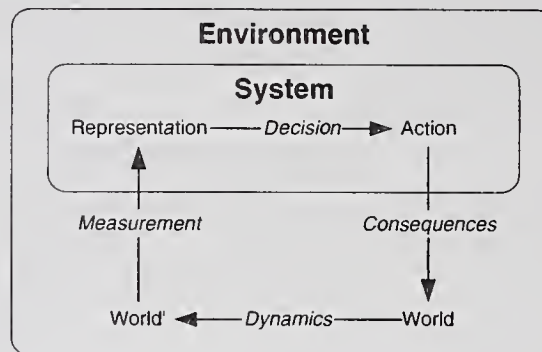 Environment
System
Representation Decision Action
Measurement Consequences
World' Dynamics World